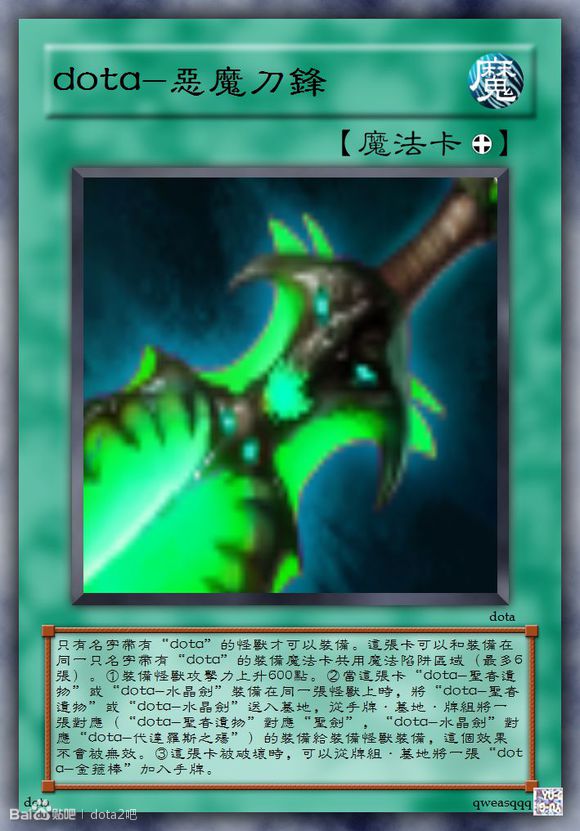 dota-惡魔刀鋒
魔
【魔法卡】
dota
只有名字帶有“dota”的怪獸才可以裝備。這張卡可以和裝備在
同一只名字帶有“dota”的裝備魔法卡共用魔法陷阱區域（最多6
張）。①裝備怪獸攻擊力上升600點。②當這張卡“dota-聖者遺
物”或“dota-水晶劍”裝備在同一張怪獸上時，將“dota-聖者
遺物”或“dota-水晶劍”送入墓地，從手牌·墓地·牌組將一
張對應（“dota-聖者遺物”對應“聖劍”，“dota-水晶劍”對
應“dota-代達羅斯之殤”）的裝備給裝備怪獸裝備，這個效果
不會被無效。③這張卡被破壞時，可以從牌組·墓地將一張“dot
a-金箍棒”加入手牌。
qweasqqq
Bai貼吧 | dota2吧